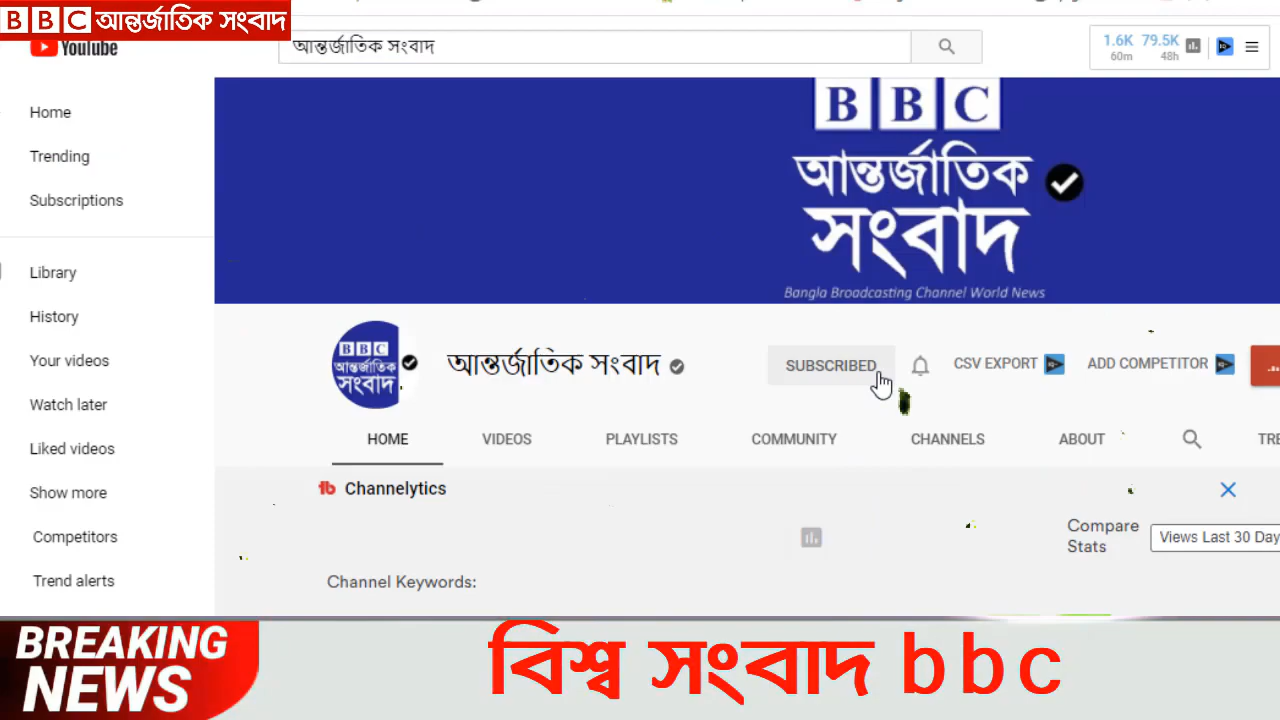 BBC আন্তর্জাতিক সংবাদ
YouTube
আন্তর্জাতিক সংবাদ
1.6K 79.5K
60m 48h
Home
Trending
Subscriptions
Library
History
Your videos
Watch later
Liked videos
Show more
Competitors
Trend alerts
BBC
আন্তর্জাতিক
সংবাদ
Bangla Broadcasting Channel World News
BBC
আন্তর্জাতিক
সংবাদ
আন্তর্জাতিক সংবাদ
SUBSCRIBED
CSV EXPORT
ADD COMPETITOR
HOME VIDEOS PLAYLISTS COMMUNITY CHANNELS ABOUT TRE
Channelytics
Compare
Stats
Views Last 30 Day
Channel Keywords:
BREAKING
NEWS
বিশ্ব সংবাদ bbc